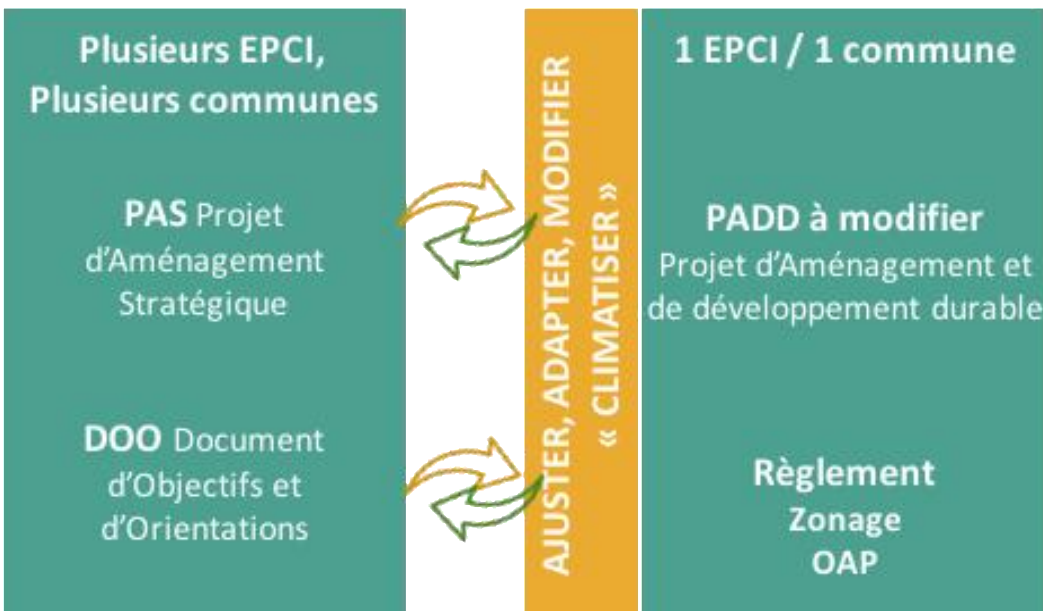 Plusieurs EPCI,
Plusieurs communes
PAS Projet
d’Aménagement
Stratégique
DOO Document
d’Objectifs et
d’Orientations
AJUSTER, ADAPTER, MODIFIER
« CLIMATISER »
1 EPCI / 1 commune
PADD à modifier
Projet d’Aménagement et
de développement durable
Règlement
Zonage
OAP